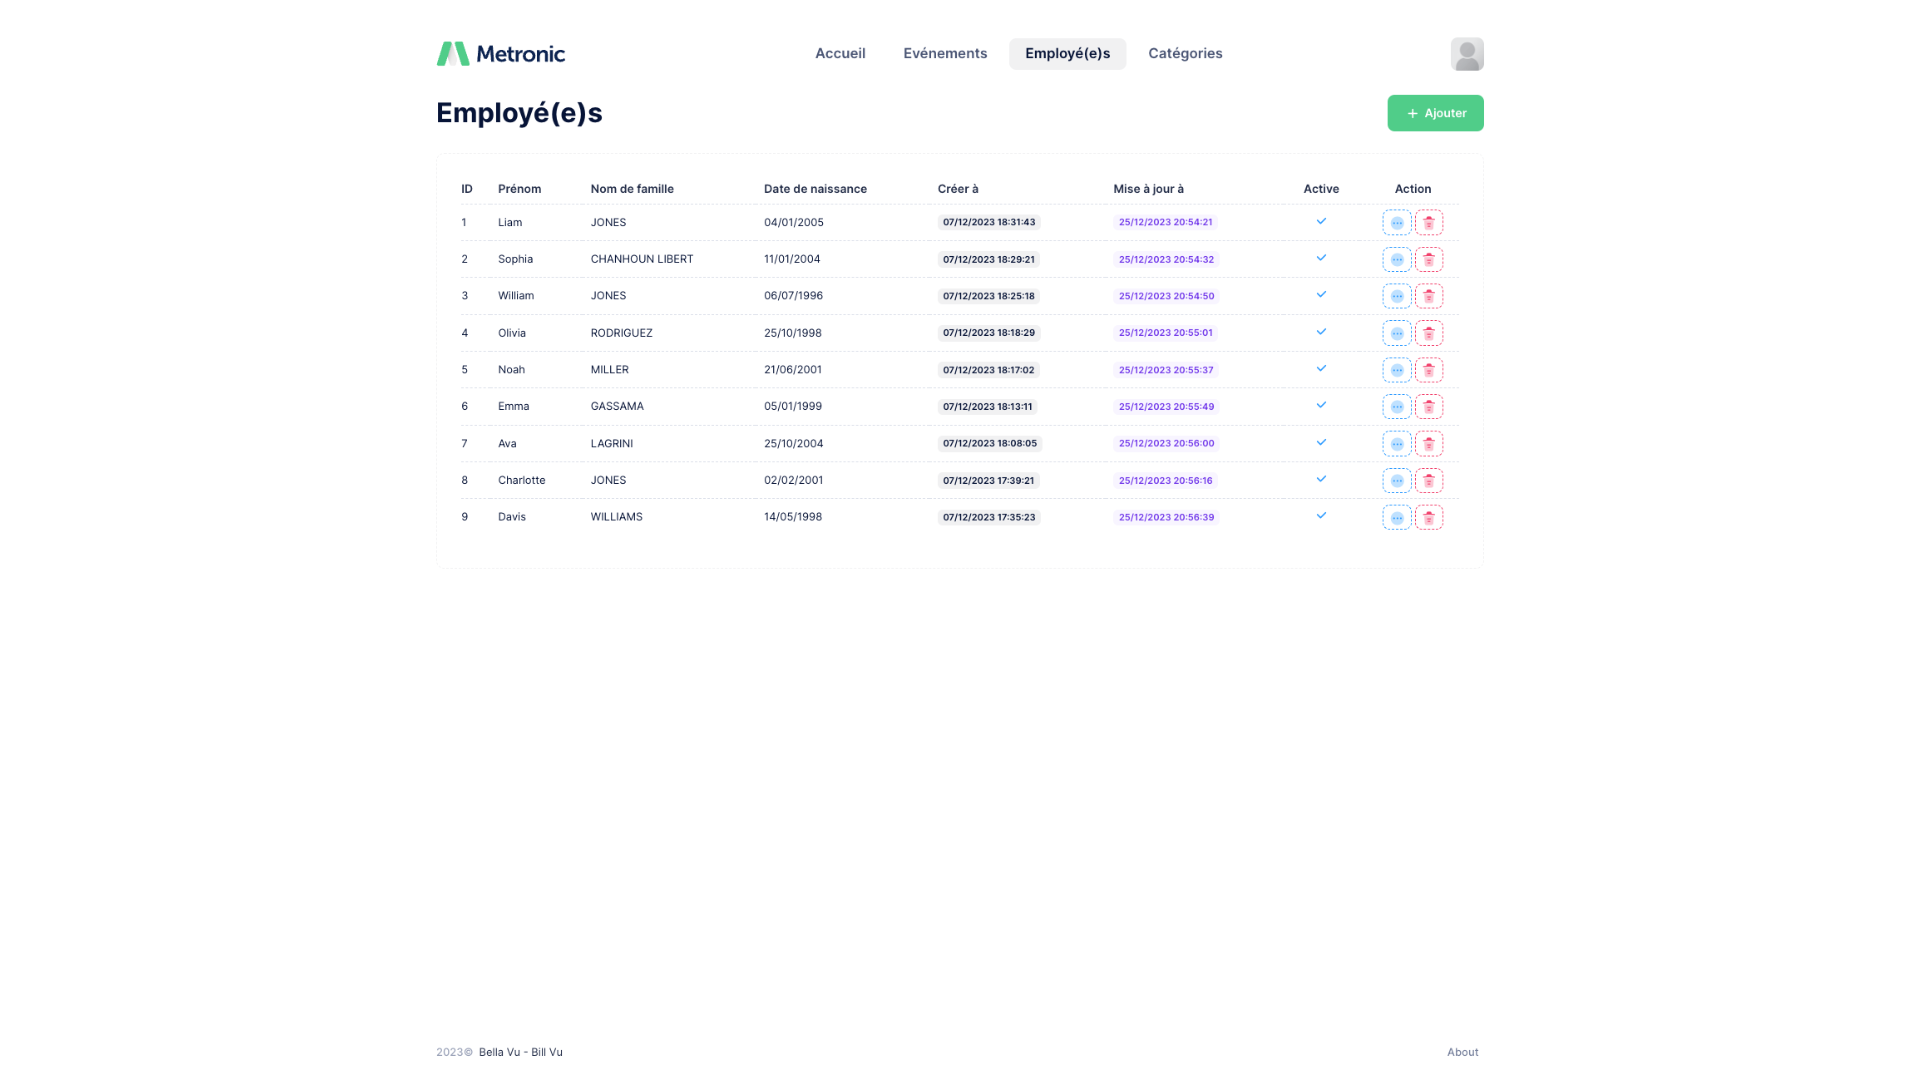 Metronic Accueil Evénements Employé(e)s Catégories
Employé(e)s + Ajouter
ID Prénom Nom de famille Date de naissance Créer à Mise à jour à Active Action
1 Liam JONES 04/01/2005 07/12/2023 18:31:43 25/12/2023 20:54:21
2 Sophia CHANHOUN LIBERT 11/01/2004 07/12/2023 18:29:21 25/12/2023 20:54:32
3 William JONES 06/07/1996 07/12/2023 18:25:18 25/12/2023 20:54:50
4 Olivia RODRIGUEZ 25/10/1998 07/12/2023 18:18:29 25/12/2023 20:55:01
5 Noah MILLER 21/06/2001 07/12/2023 18:17:02 25/12/2023 20:55:37
6 Emma GASSAMA 05/01/1999 07/12/2023 18:13:11 25/12/2023 20:55:49
7 Ava LAGRINI 25/10/2004 07/12/2023 18:08:05 25/12/2023 20:56:00
8 Charlotte JONES 02/02/2001 07/12/2023 17:39:21 25/12/2023 20:56:16
9 Davis WILLIAMS 14/05/1998 07/12/2023 17:35:23 25/12/2023 20:56:39
2023© Bella Vu - Bill Vu About